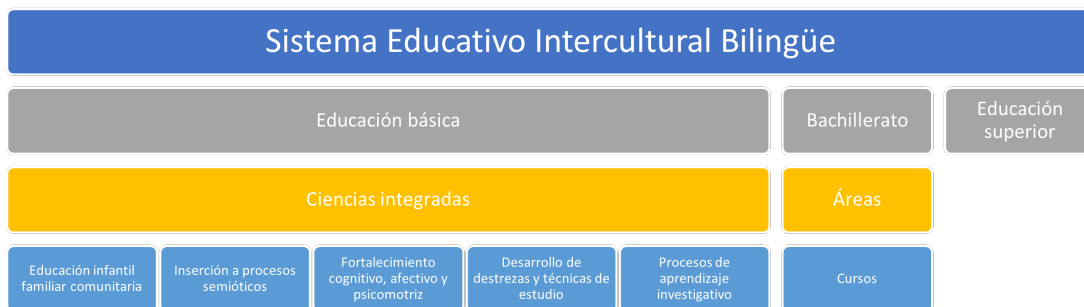 Sistema Educativo Intercultural Bilingüe
Educación básica
Bachillerato
Educación
superior
Ciencias integradas
Áreas
Educación infantil
familiar comunitaria
Inserción a procesos
semióticos
Fortalecimiento
cognitivo, afectivo y
psicomotriz
Desarrollo de
destrezas y técnicas de
estudio
Procesos de
aprendizaje
investigativo
Cursos